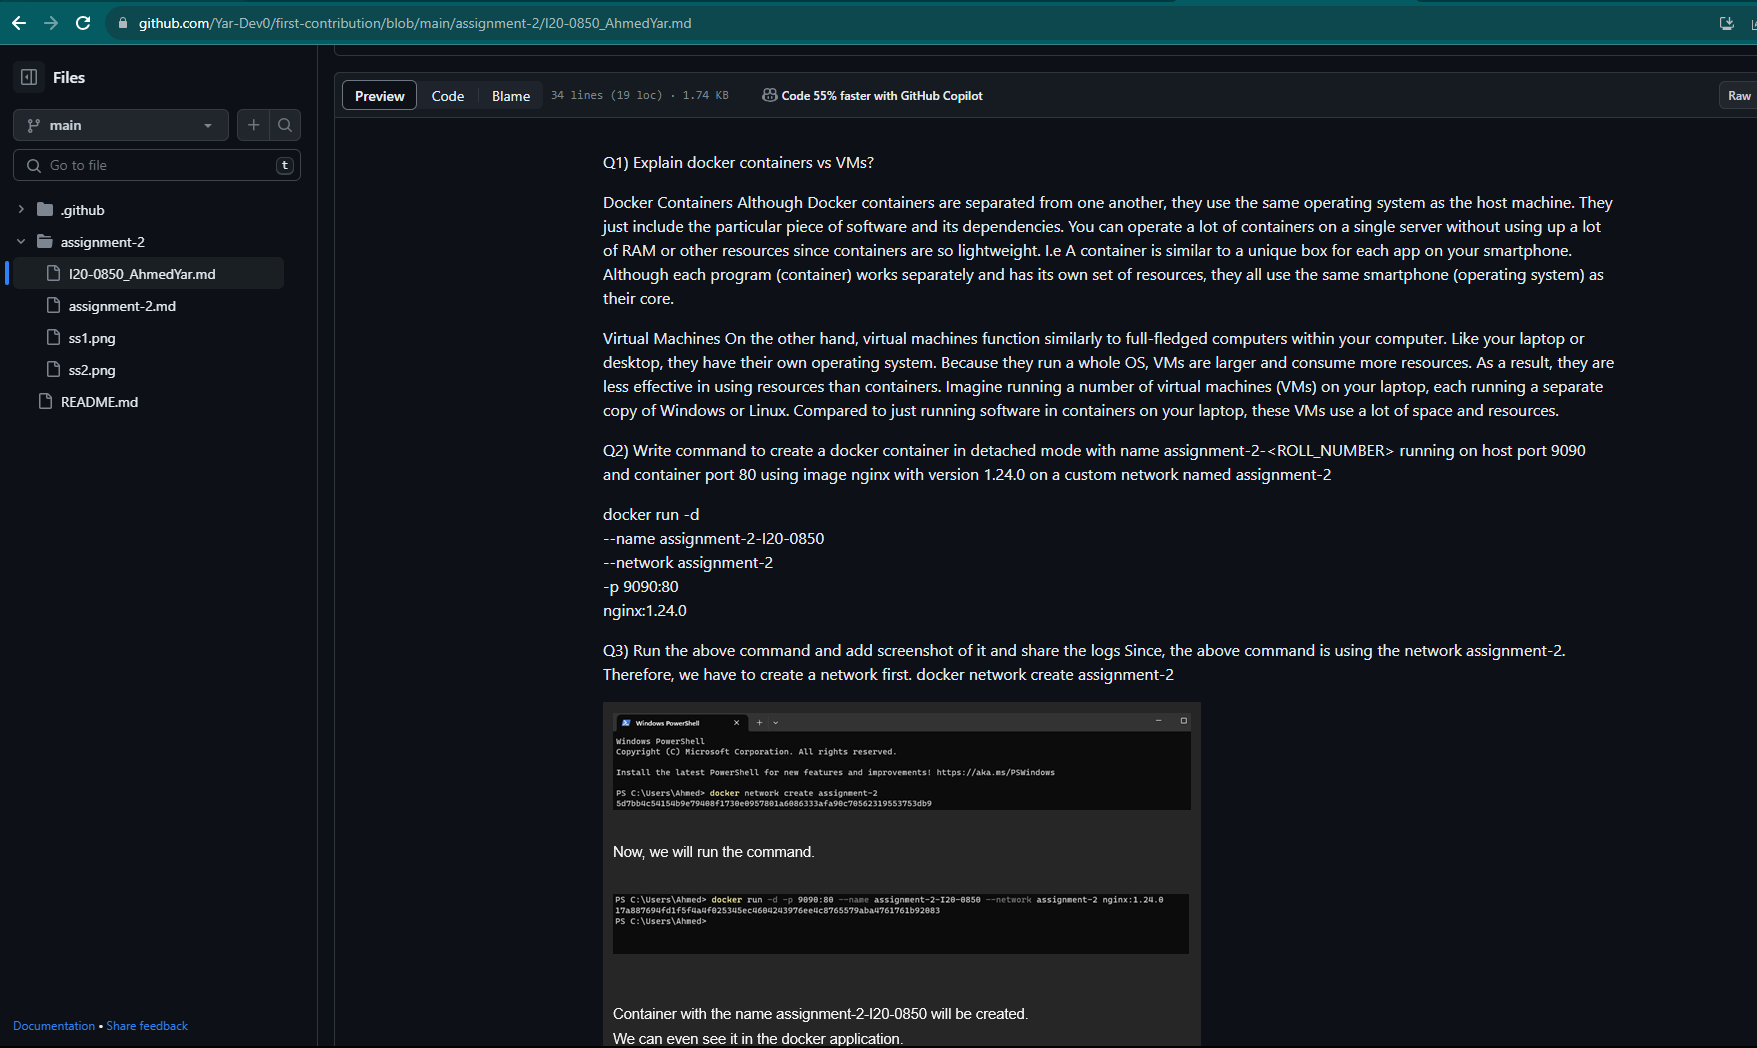 github.com/Yar-Dev0/first-contribution/blob/main/assignment-2/I20-0850_AhmedYar.md
Files
main
Go to file
t
.github
assignment-2
I20-0850_AhmedYar.md
assignment-2.md
ss1.png
ss2.png
README.md
Documentation • Share feedback
Preview
Code
Blame
34 lines (19 loc) · 1.74 KB
Code 55% faster with GitHub Copilot
Raw
Q1) Explain docker containers vs VMs?
Docker Containers Although Docker containers are separated from one another, they use the same operating system as the host machine. They
just include the particular piece of software and its dependencies. You can operate a lot of containers on a single server without using up a lot
of RAM or other resources since containers are so lightweight. I.e A container is similar to a unique box for each app on your smartphone.
Although each program (container) works separately and has its own set of resources, they all use the same smartphone (operating system) as
their core.
Virtual Machines On the other hand, virtual machines function similarly to full-fledged computers within your computer. Like your laptop or
desktop, they have their own operating system. Because they run a whole OS, VMs are larger and consume more resources. As a result, they are
less effective in using resources than containers. Imagine running a number of virtual machines (VMs) on your laptop, each running a separate
copy of Windows or Linux. Compared to just running software in containers on your laptop, these VMs use a lot of space and resources.
Q2) Write command to create a docker container in detached mode with name assignment-2-<ROLL_NUMBER> running on host port 9090
and container port 80 using image nginx with version 1.24.0 on a custom network named assignment-2
docker run -d
--name assignment-2-I20-0850
--network assignment-2
-p 9090:80
nginx:1.24.0
Q3) Run the above command and add screenshot of it and share the logs Since, the above command is using the network assignment-2.
Therefore, we have to create a network first. docker network create assignment-2
Windows PowerShell
Windows PowerShell
Copyright (C) Microsoft Corporation. All rights reserved.
Install the latest PowerShell for new features and improvements! https://aka.ms/PSWindows
PS C:\Users\Ahmed> docker network create assignment-2
5d7bb4c54154b9e79408f1730e0957801a6086333afa90c70562319553753db9
Now, we will run the command.
PS C:\Users\Ahmed> docker run -d -p 9090:80 --name assignment-2-I20-0850 --network assignment-2 nginx:1.24.0
17a887694fd1f5f4a4f025345ec4604243976ee4c8765579aba4761761b92083
PS C:\Users\Ahmed>
Container with the name assignment-2-I20-0850 will be created.
We can even see it in the docker application.